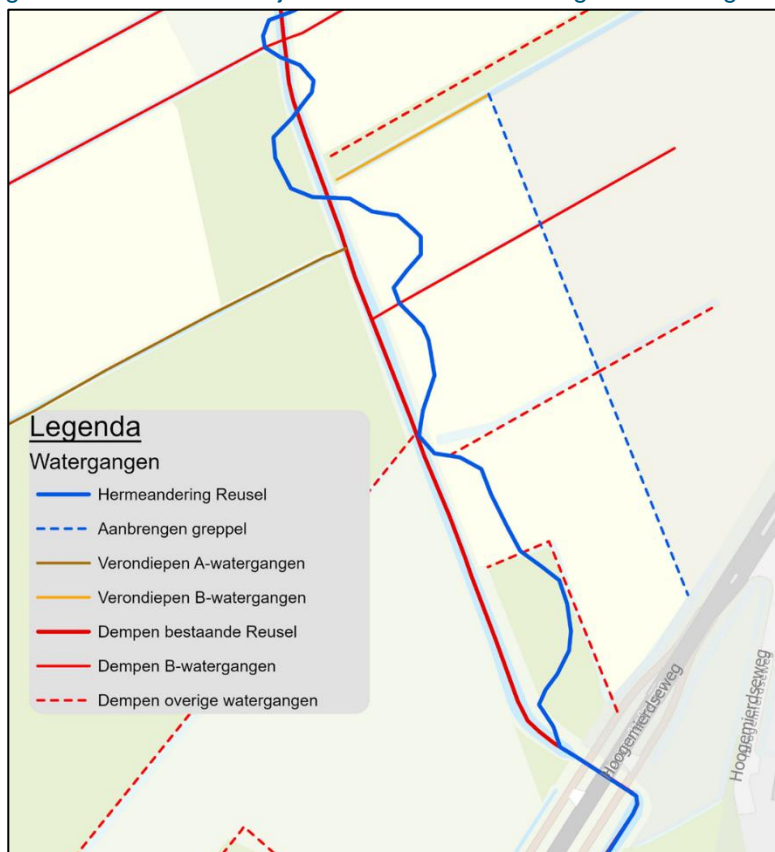 Legenda
Watergangen
Hermeandering Reusel
Aanbrengen greppel
Verondiepen A-watergangen
Verondiepen B-watergangen
Dempen bestaande Reusel
Dempen B-watergangen
Dempen overige watergangen
Hoogemierdseweg
Hoogemierdseweg